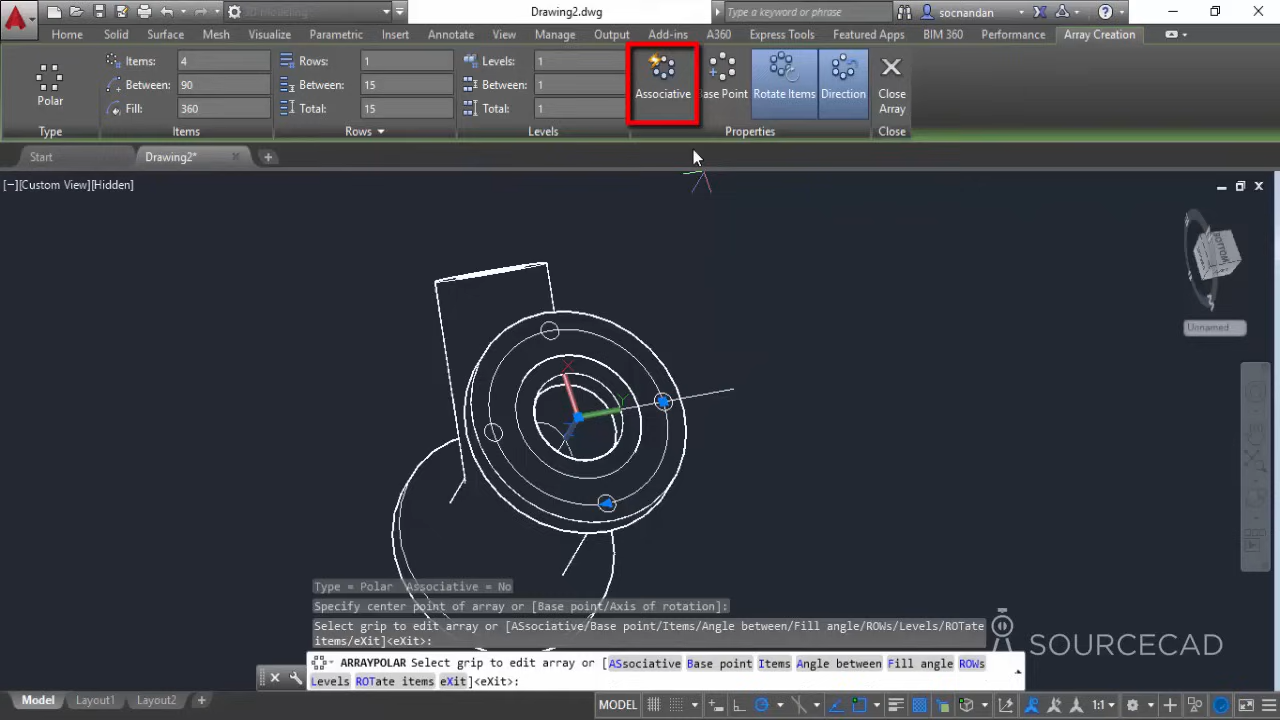 3D Modeling
Drawing2.dwg
Type a keyword or phrase
socnandan
Home Solid Surface Mesh Visualize Parametric Insert Annotate View Manage Output Add-ins A360 Express Tools Featured Apps BIM 360 Performance Array Creation
Polar
Items: 4
Between: 90
Fill: 360
Rows: 1
Between: 15
Total: 15
Levels: 1
Between: 1
Total: 1
Associative
Base Point
Rotate Items
Direction
Close
Array
Type Items Rows Levels Properties Close
Start Drawing2*
[−][Custom View][Hidden]
BOTTOM
Unnamed
X
Y
Z
Type = Polar  Associative = No
Specify center point of array or [Base point/Axis of rotation]:
Select grip to edit array or [ASsociative/Base point/Items/Angle between/Fill angle/ROWs/Levels/ROTate
items/eXit]<eXit>:
ARRAYPOLAR Select grip to edit array or [ASsociative Base point Items Angle between Fill angle ROWs
Levels ROTate items eXit]<eXit>:
SOURCECAD
Model Layout1 Layout2 +
MODEL 1:1